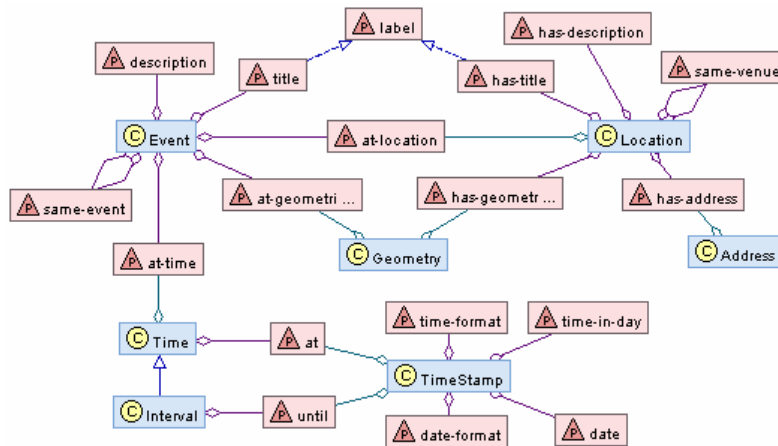 P label
P description
P has-description
P title
P has-title
P same-venue
C Event
P at-location
C Location
P same-event
P at-geometri ...
P has-geometr ...
P has-address
P at-time
C Geometry
C Address
P time-format
P time-in-day
C Time
P at
C TimeStamp
C Interval
P until
P date-format
P date